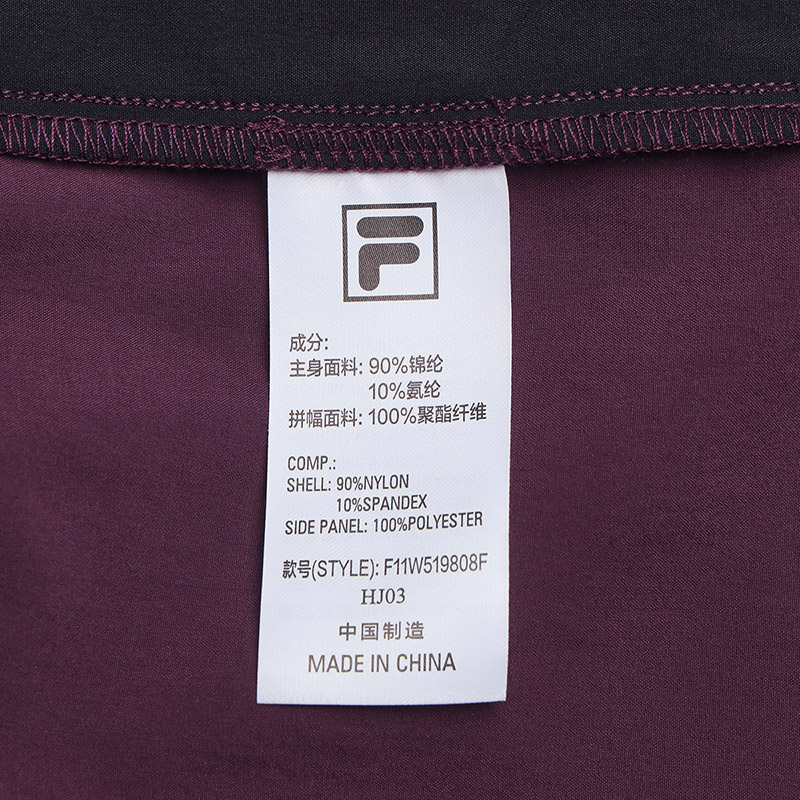 F
成分:
主身面料: 90%锦纶
10%氨纶
拼幅面料: 100%聚酯纤维
COMP.:
SHELL: 90%NYLON
10%SPANDEX
SIDE PANEL: 100%POLYESTER
款号(STYLE): F11W519808F
HJ03
中国制造
MADE IN CHINA